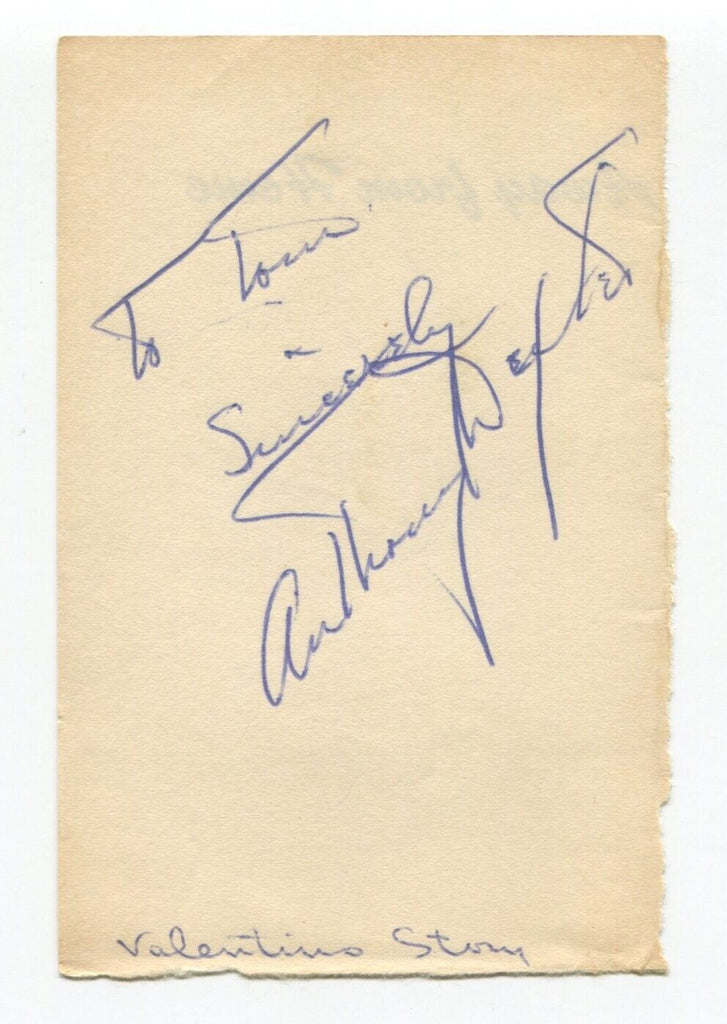 To Tom
Sincerely
Anthony Dexter
Valentino Story